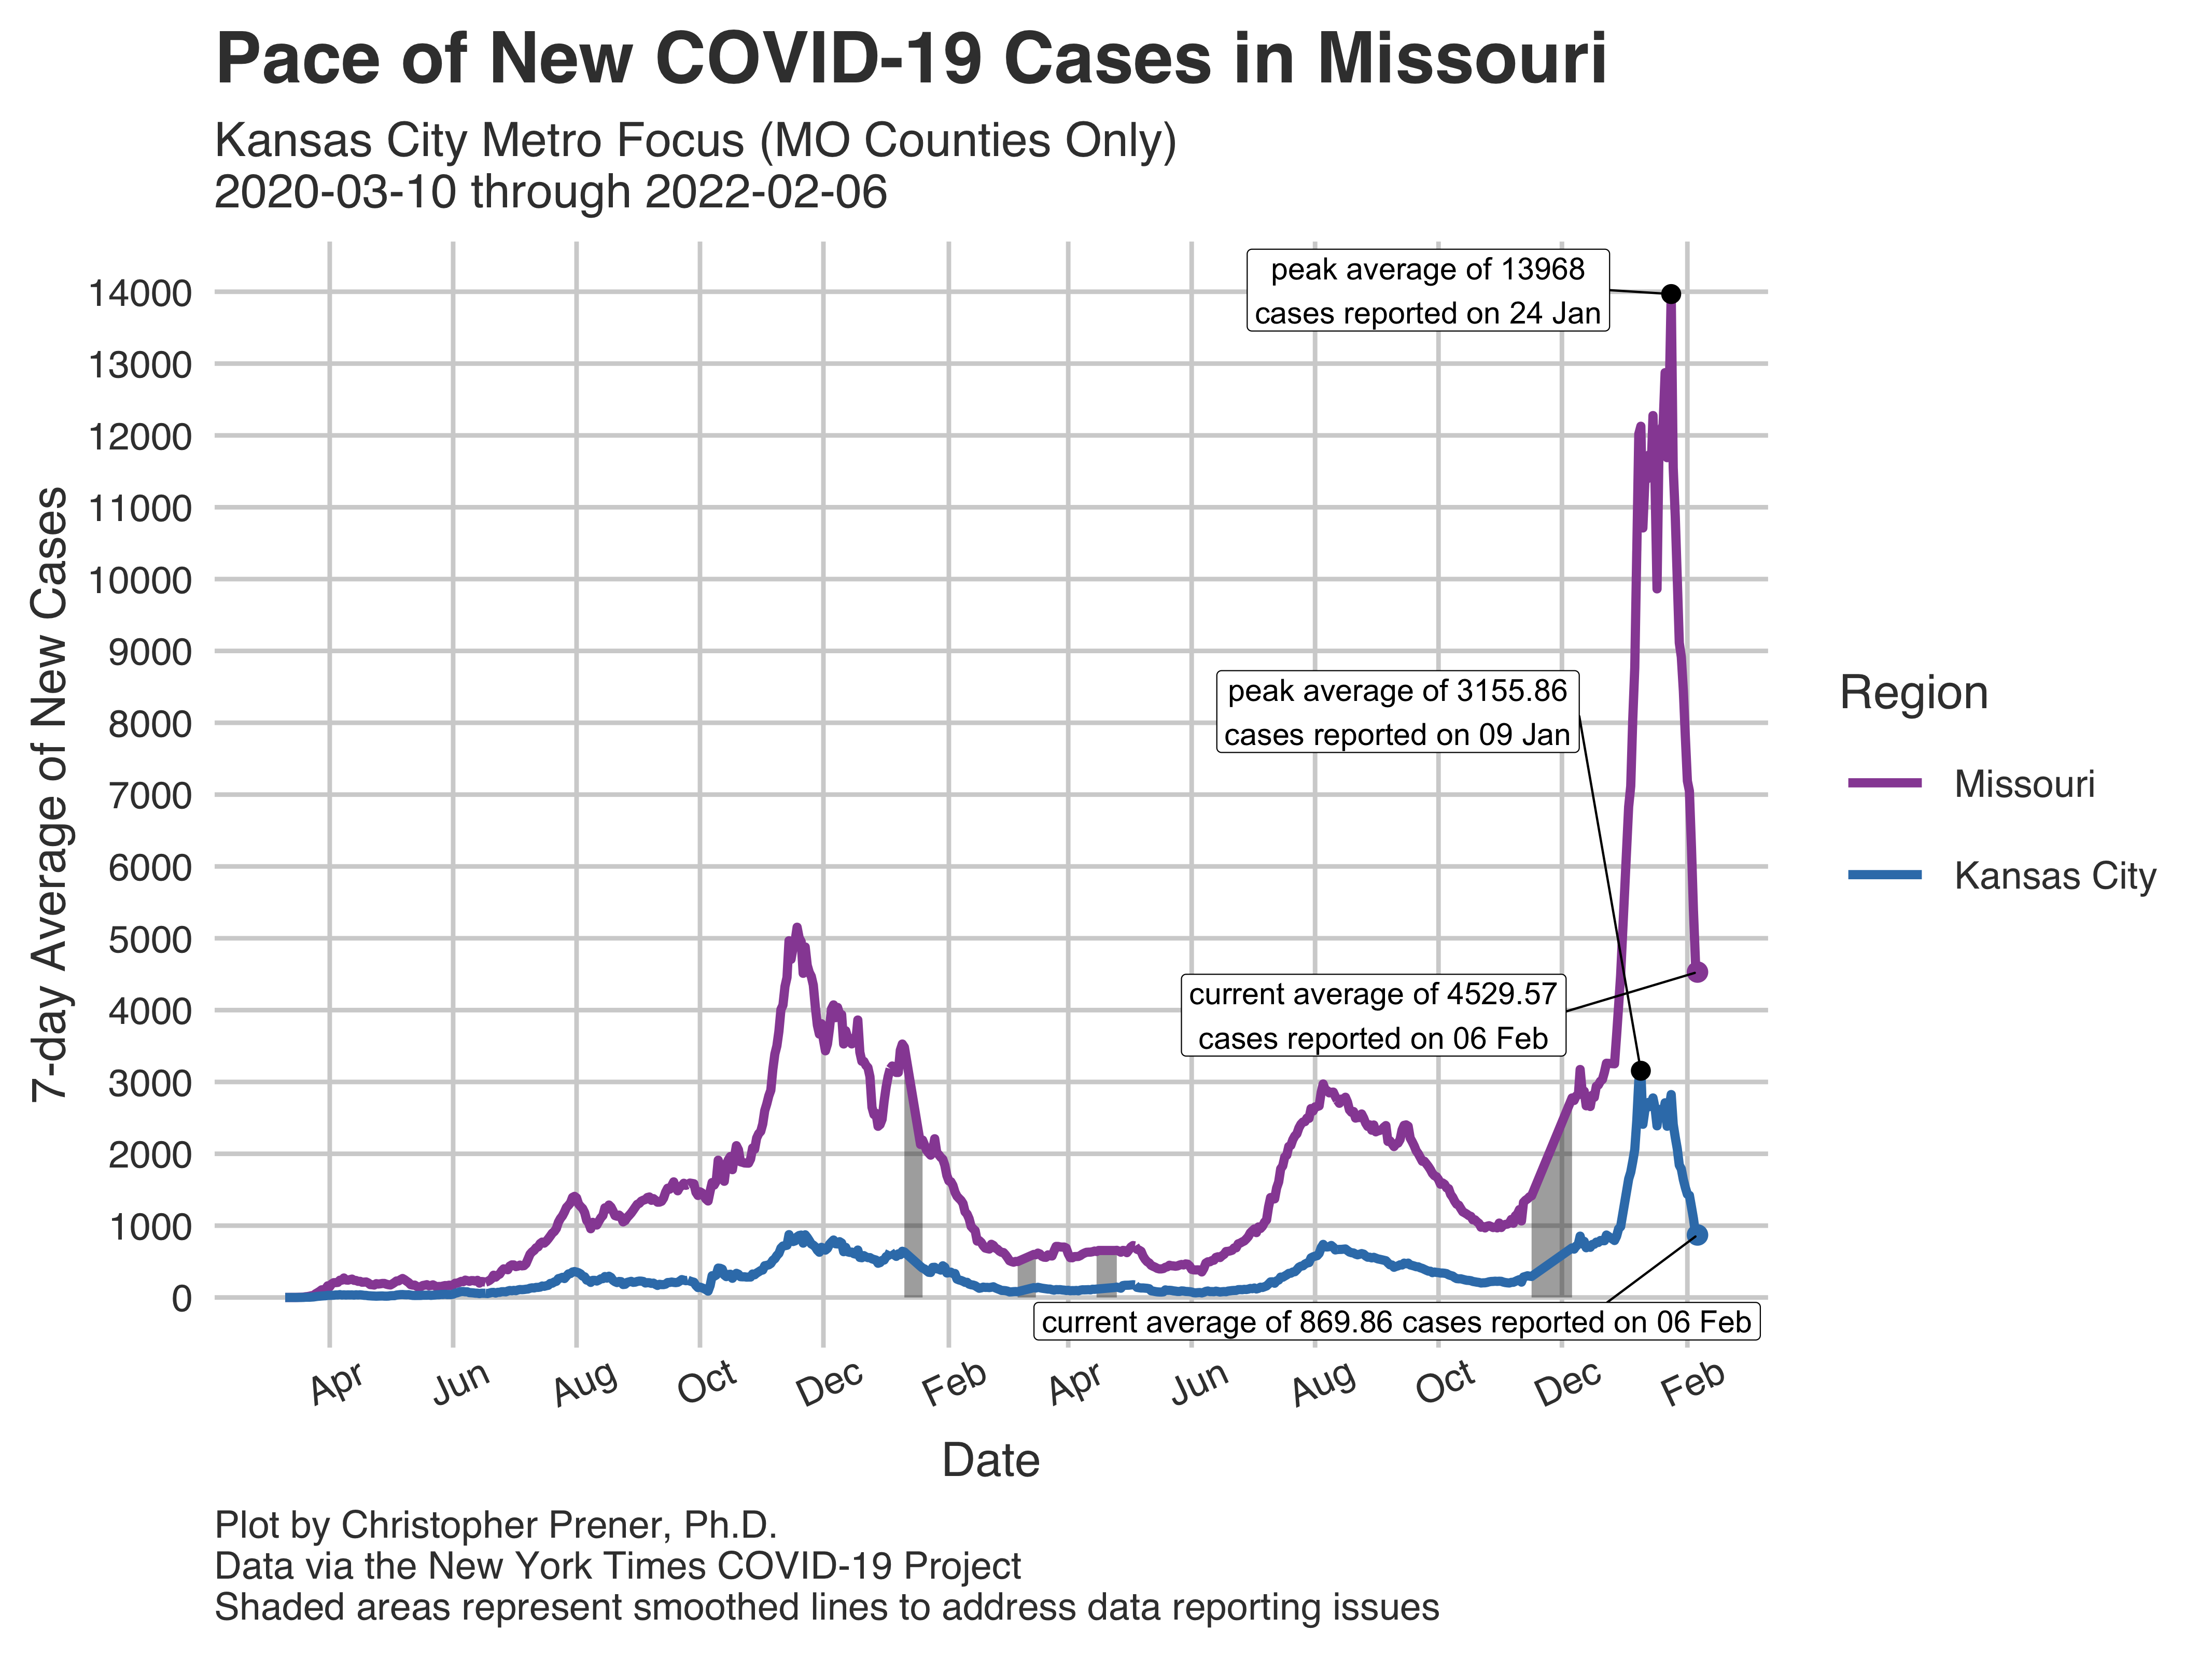 Pace of New COVID-19 Cases in Missouri
Kansas City Metro Focus (MO Counties Only)
2020-03-10 through 2022-02-06
7-day Average of New Cases
14000
13000
12000
11000
10000
9000
8000
7000
6000
5000
4000
3000
2000
1000
0
peak average of 13968
cases reported on 24 Jan
peak average of 3155.86
cases reported on 09 Jan
current average of 4529.57
cases reported on 06 Feb
current average of 869.86 cases reported on 06 Feb
Region
Missouri
Kansas City
Apr
Jun
Aug
Oct
Dec
Feb
Apr
Jun
Aug
Oct
Dec
Feb
Date
Plot by Christopher Prener, Ph.D.
Data via the New York Times COVID-19 Project
Shaded areas represent smoothed lines to address data reporting issues